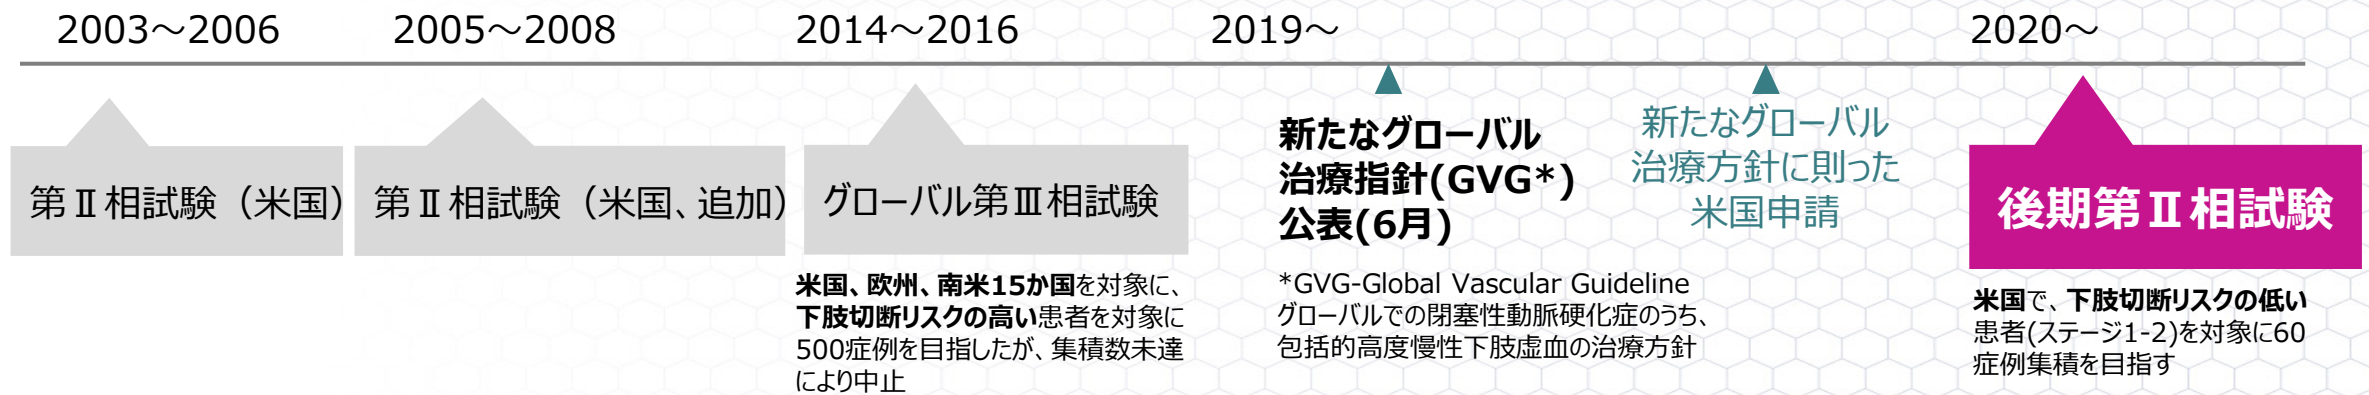 2003～2006
2005～2008
2014～2016
2019～
2020～
第Ⅱ相試験（米国）
第Ⅱ相試験（米国、追加）
グローバル第Ⅲ相試験
米国、欧州、南米15か国を対象に、
下肢切断リスクの高い患者を対象に
500症例を目指したが、集積数未達
により中止
新たなグローバル
治療指針(GVG*)
公表(6月)
*GVG-Global Vascular Guideline
グローバルでの閉塞性動脈硬化症のうち、
包括的高度慢性下肢虚血の治療方針
新たなグローバル
治療方針に則った
米国申請
後期第Ⅱ相試験
米国で、下肢切断リスクの低い
患者(ステージ1-2)を対象に60
症例集積を目指す